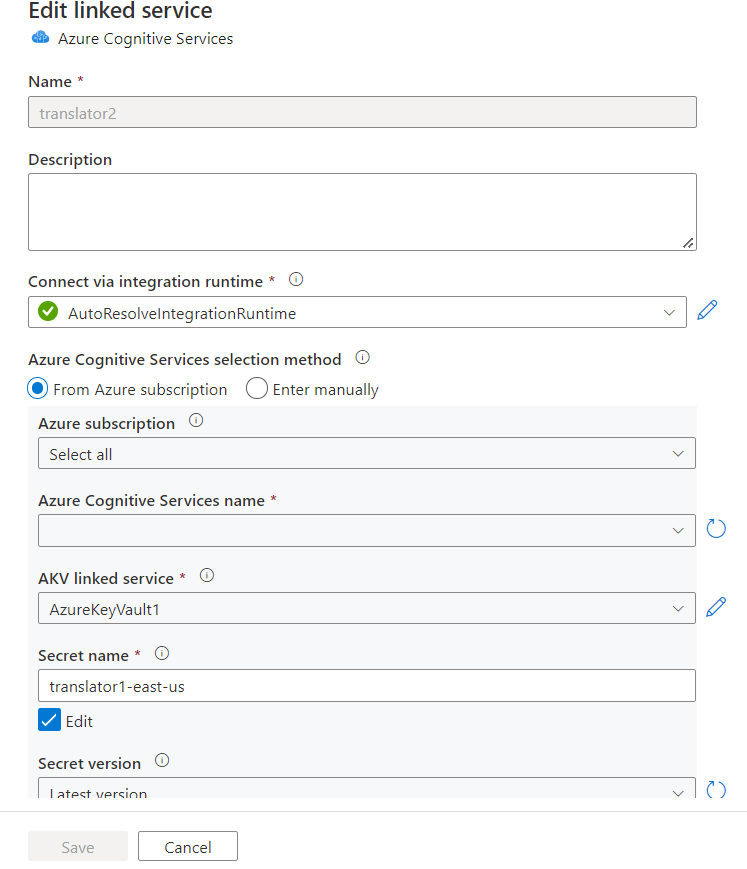 Edit linked service
Azure Cognitive Services
Name *
translator2
Description
Connect via integration runtime *
AutoResolveIntegrationRuntime
Azure Cognitive Services selection method
From Azure subscription Enter manually
Azure subscription
Select all
Azure Cognitive Services name *
AKV linked service *
AzureKeyVault1
Secret name *
translator1-east-us
Edit
Secret version
Latest version
Save Cancel